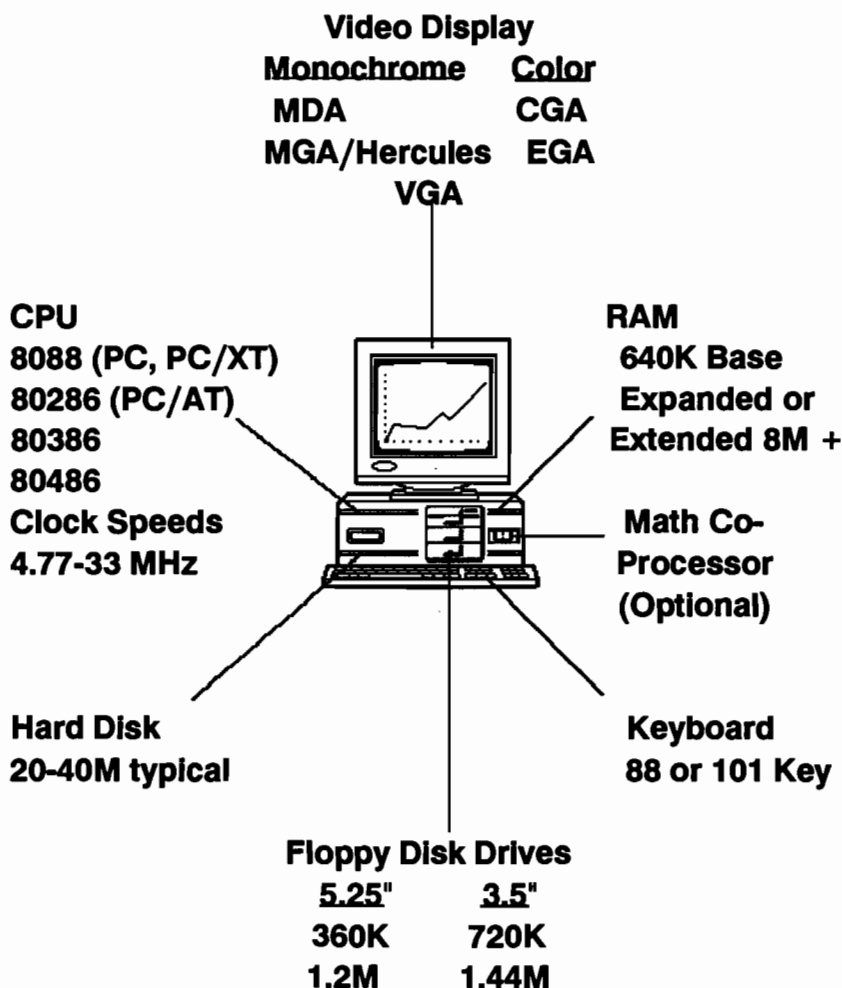 Video Display
Monochrome Color
MDA CGA
MGA/Hercules EGA
VGA
CPU
8088 (PC, PC/XT)
80286 (PC/AT)
80386
80486
Clock Speeds
4.77-33 MHz
RAM
640K Base
Expanded or
Extended 8M +
Math Co-
Processor
(Optional)
Hard Disk
20-40M typical
Keyboard
88 or 101 Key
Floppy Disk Drives
5.25" 3.5"
360K 720K
1.2M 1.44M